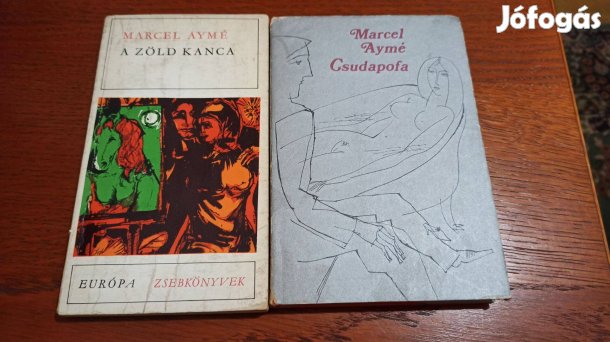 Jófogás
MARCEL AYMÉ
A ZÖLD KANCA
EURÓPA ZSEBKÖNYVEK
Marcel
Aymé
Csudapofa